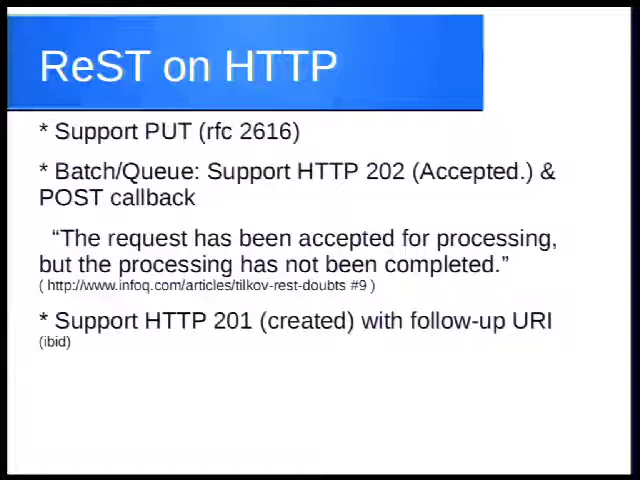 ReST on HTTP
* Support PUT (rfc 2616)
* Batch/Queue: Support HTTP 202 (Accepted.) &
POST callback
“The request has been accepted for processing,
but the processing has not been completed.”
( http://www.infoq.com/articles/tilkov-rest-doubts #9 )
* Support HTTP 201 (created) with follow-up URI
(ibid)